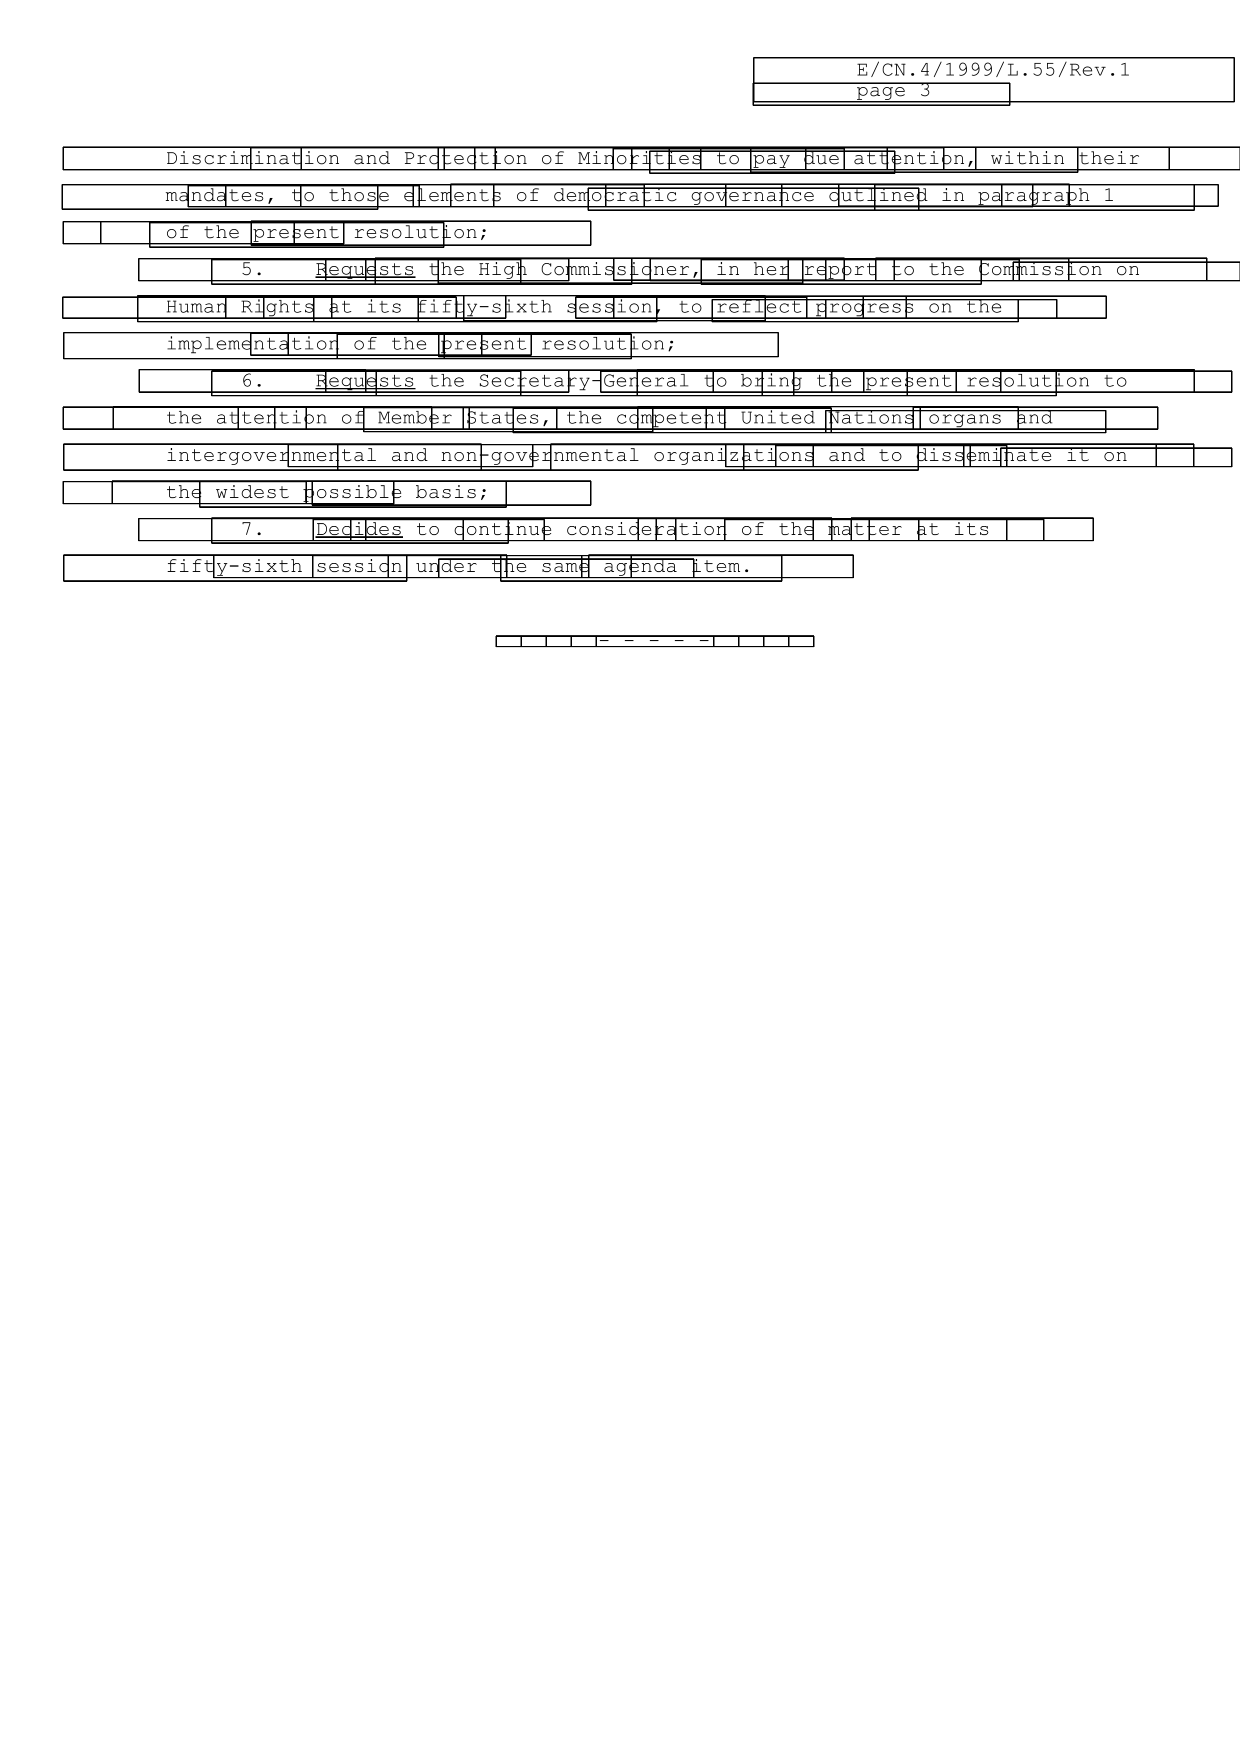 E/CN.4/1999/L.55/Rev.1
page 3
Discrimination and Protection of Minorities to pay due attention, within their
mandates, to those elements of democratic governance outlined in paragraph 1
of the present resolution;
5. Requests the High Commissioner, in her report to the Commission on
Human Rights at its fifty-sixth session, to reflect progress on the
implementation of the present resolution;
6. Requests the Secretary-General to bring the present resolution to
the attention of Member States, the competent United Nations organs and
intergovernmental and non-governmental organizations and to disseminate it on
the widest possible basis;
7. Decides to continue consideration of the matter at its
fifty-sixth session under the same agenda item.
- - - - -